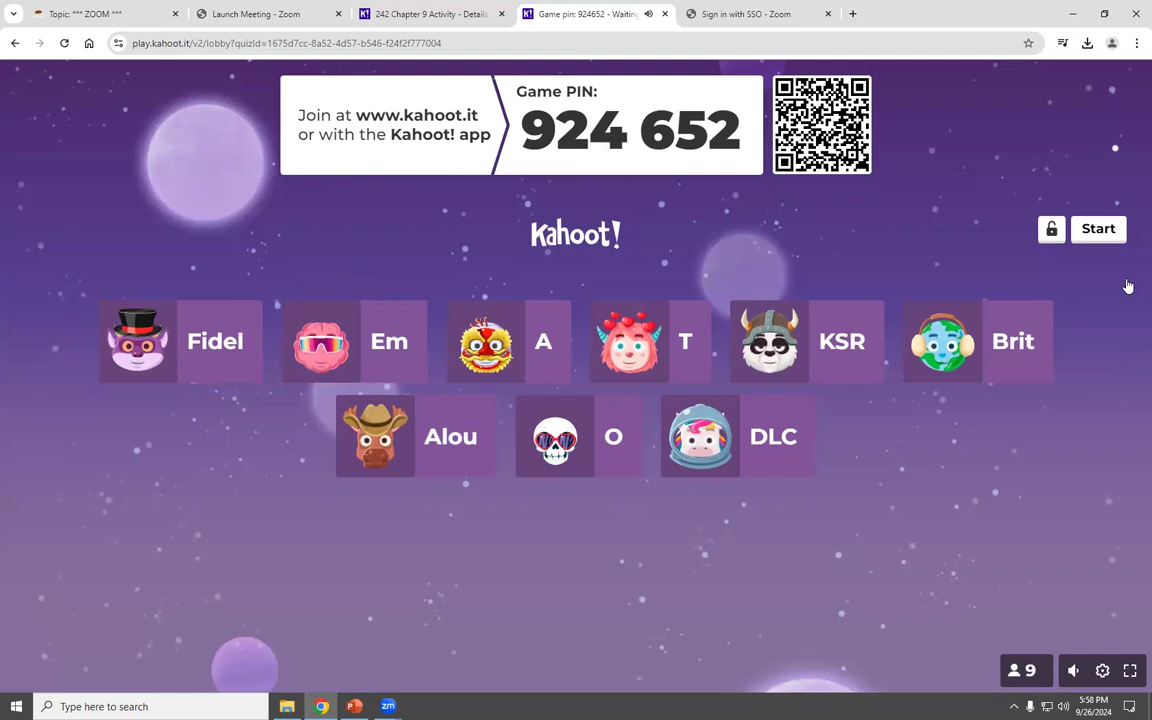 Topic: *** ZOOM ***
Launch Meeting - Zoom
242 Chapter 9 Activity - Details
Game pin: 924652 - Waiting
Sign in with SSO - Zoom
play.kahoot.it/v2/lobby?quizId=1675d7cc-8a52-4d57-b546-f24f2f777004
Join at www.kahoot.it
or with the Kahoot! app
Game PIN:
924 652
Kahoot!
Start
Fidel
Em
A
T
KSR
Brit
Alou
O
DLC
9
Type here to search
5:58 PM
9/26/2024